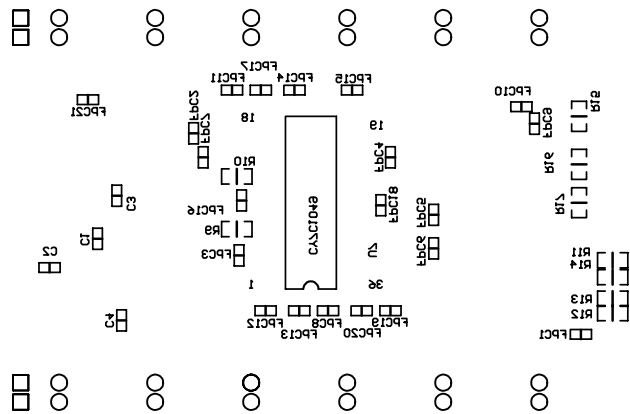 FPC17
FPC11
FPC14
FPC15
FPC10
FPC21
FPC2
FPC7
18
19
FPC9
R15
R10
FPC4
R16
C3
FPC16
CY7C1049
FPC18
FPC5
R17
R9
C1
C2
FPC3
U7
FPC6
R11
R14
1
36
R13
R12
C4
FPC12
FPC13
FPC8
FPC20
FPC19
FPC1